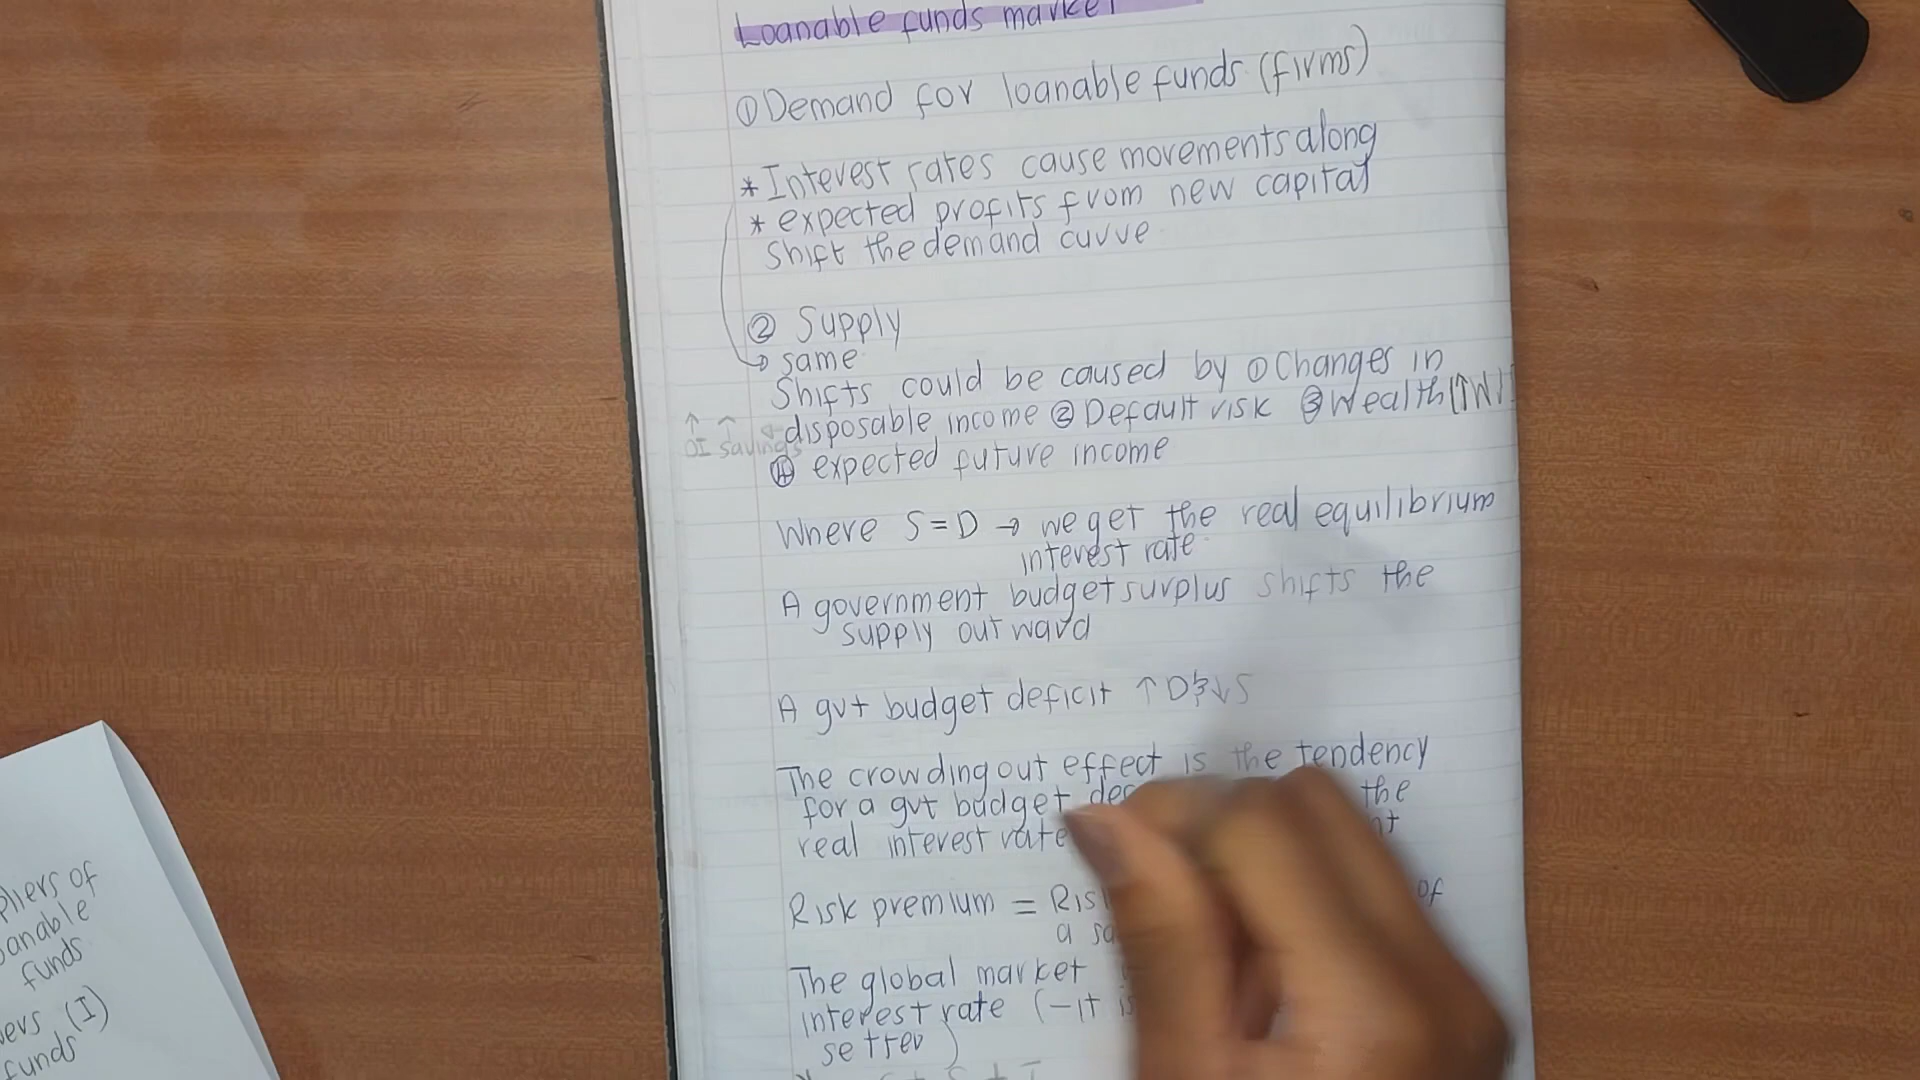 Loanable funds market
① Demand for loanable funds (firms)
* Interest rates cause movements along
* expected profits from new capital
shift the demand curve
② Supply
→ same
Shifts could be caused by ① Changes in
disposable income ② Default risk ③ Wealth (↑W)
↑ ↑
DI savings
④ expected future income
Where S = D → we get the real equilibrium
interest rate
A government budget surplus shifts the
supply outward
A gvt budget deficit ↑ D & ↓ S
The crowding out effect is the tendency
for a gvt budget the
real interest rate
Risk premium = of
a
The global market
interest rate (-it is
setter)
funds
(I)
funds